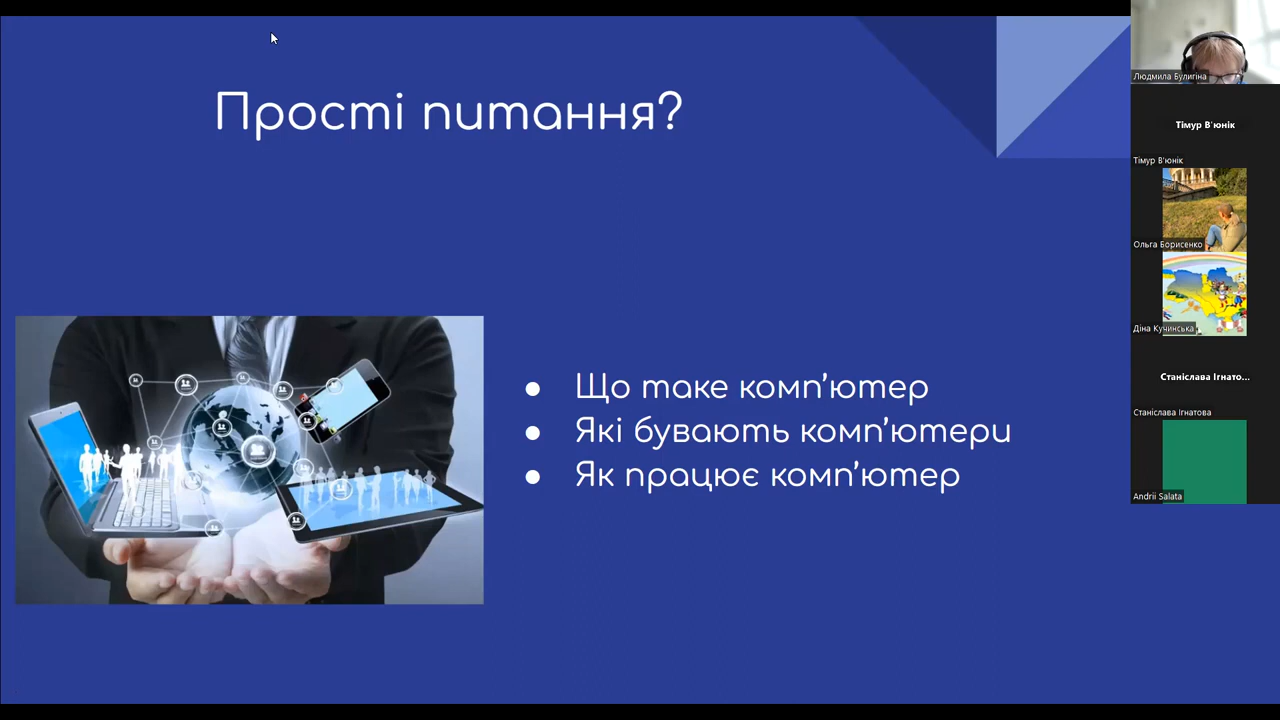 Прості питання?
● Що таке комп’ютер
● Які бувають комп’ютери
● Як працює комп’ютер
Людмила Булигіна
Тімур В'юнік
Тімур В'юнік
Ольга Борисенко
Діна Кучинська
Станіслава Ігнато...
Станіслава Ігнатова
Andrii Salata